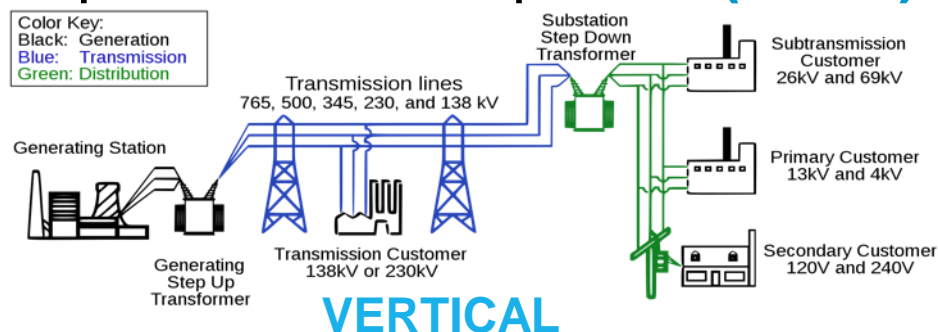 Color Key:
Black: Generation
Blue: Transmission
Green: Distribution
Substation
Step Down
Transformer
Subtransmission
Customer
26kV and 69kV
Transmission lines
765, 500, 345, 230, and 138 kV
Generating Station
Primary Customer
13kV and 4kV
Transmission Customer
138kV or 230kV
Generating
Step Up
Transformer
Secondary Customer
120V and 240V
VERTICAL